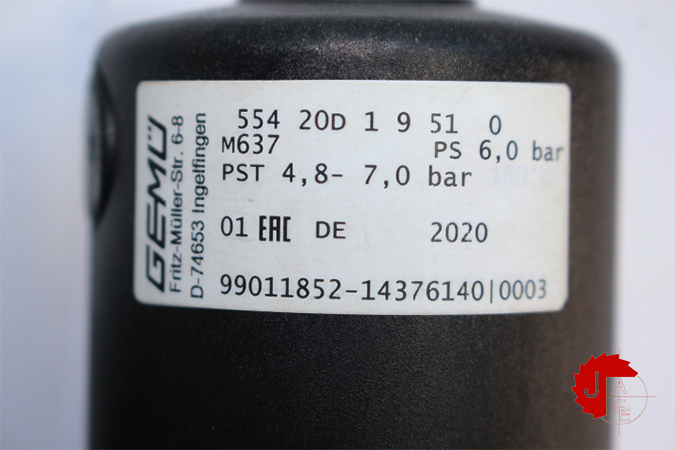 GEMÜ
Fritz-Müller-Str. 6-8
D-74653 Ingelfingen
554 20D 1 9 51 0
M637 PS 6,0 bar
PST 4,8- 7,0 bar
01 EAC DE 2020
99011852-14376140|0003
J